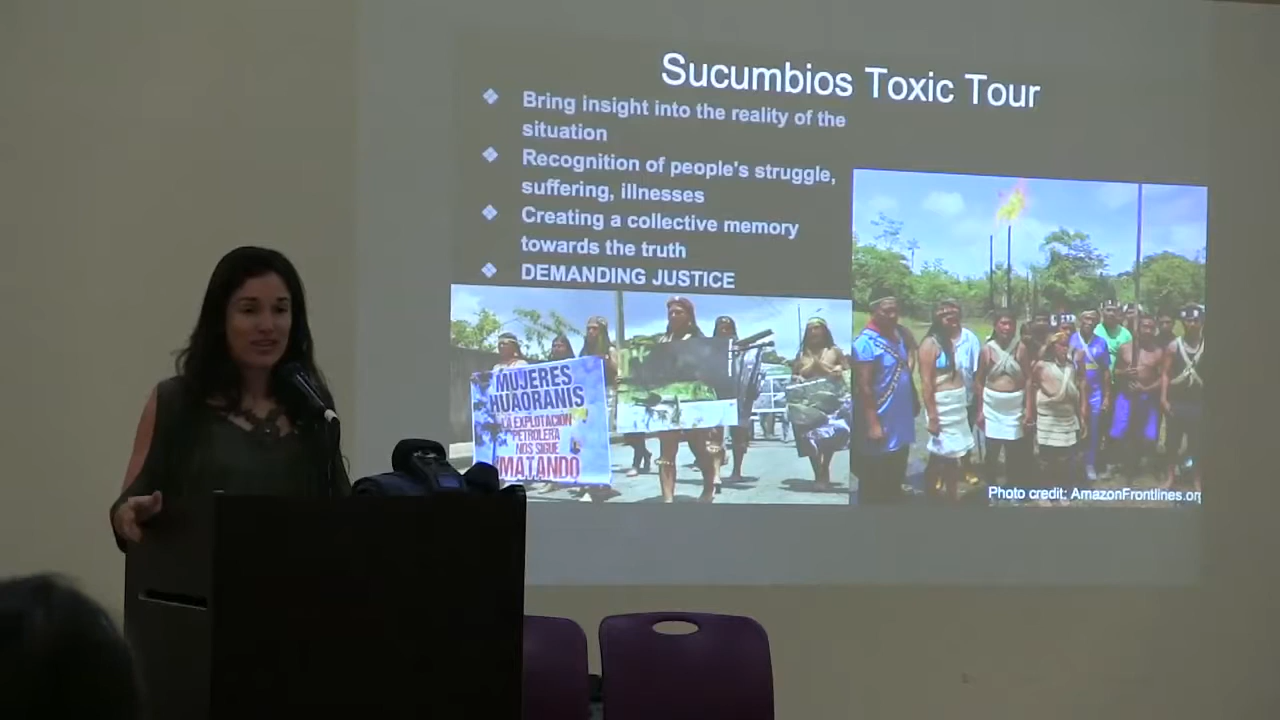 Sucumbios Toxic Tour
❖ Bring insight into the reality of the
situation
❖ Recognition of people's struggle,
suffering, illnesses
❖ Creating a collective memory
towards the truth
❖ DEMANDING JUSTICE
MUJERES
HUAORANIS
LA EXPLOTACION
PETROLERA
NOS SIGUE
MATANDO
Photo credit: AmazonFrontlines.org